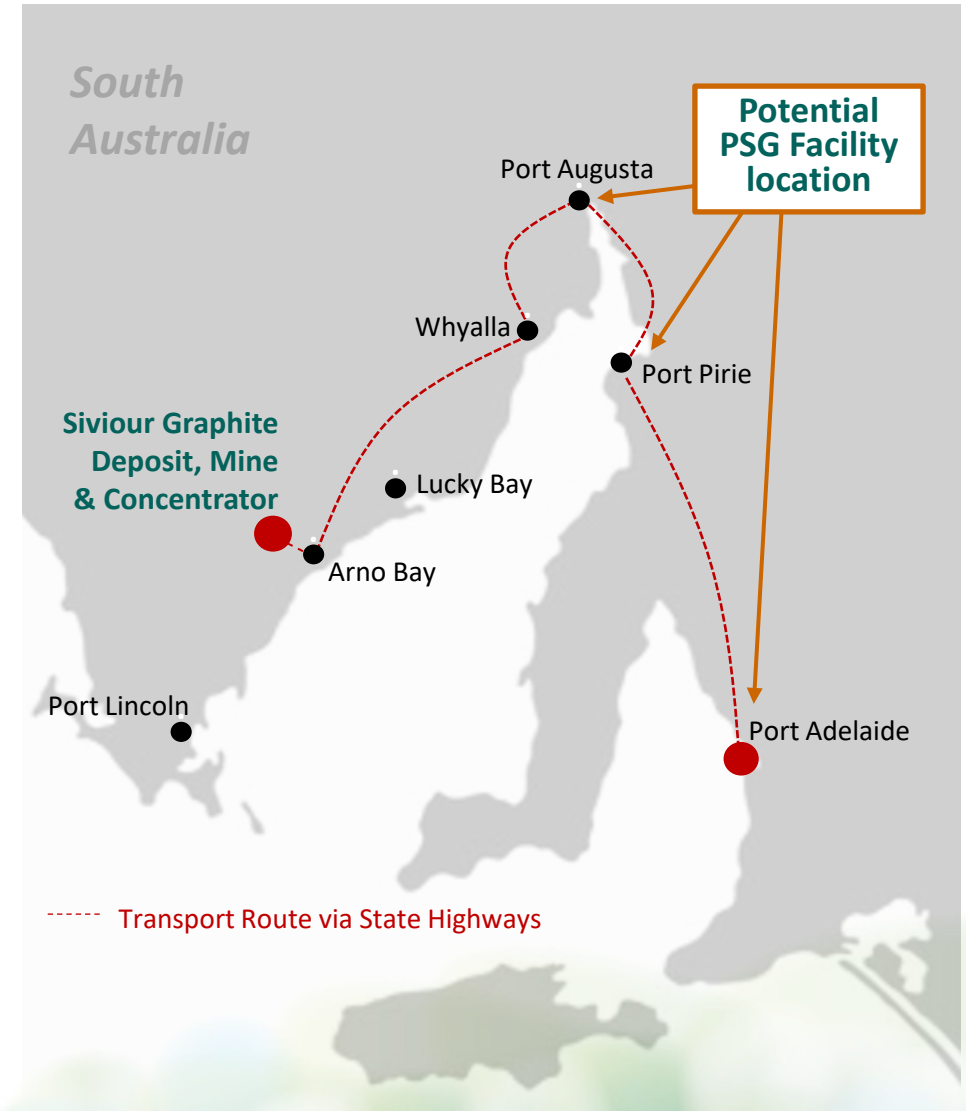 South
Australia
Potential
PSG Facility
location
Port Augusta
Whyalla
Port Pirie
Siviour Graphite
Deposit, Mine
& Concentrator
Lucky Bay
Arno Bay
Port Lincoln
Port Adelaide
Transport Route via State Highways